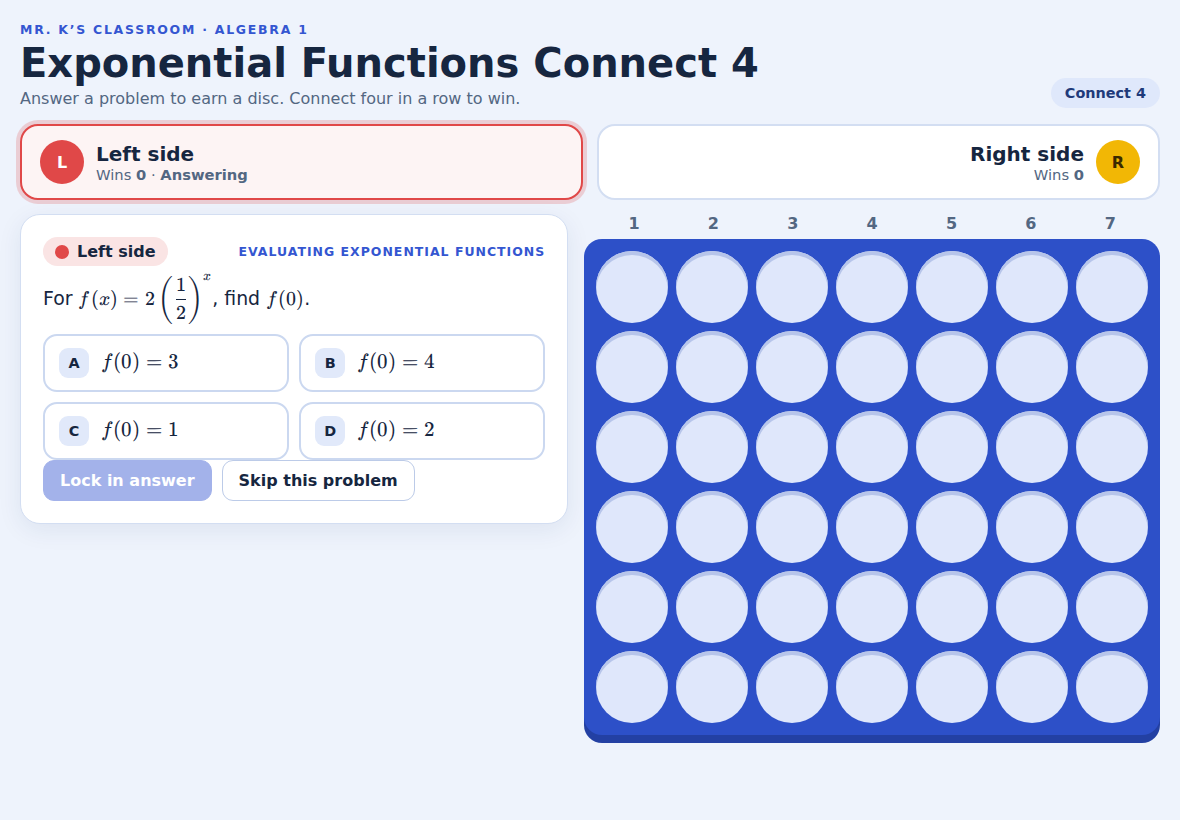 MR. K’S CLASSROOM · ALGEBRA 1
Exponential Functions Connect 4
Answer a problem to earn a disc. Connect four in a row to win.
Connect 4
L
Left side
Wins 0 · Answering
Right side
Wins 0
R
Left side
EVALUATING EXPONENTIAL FUNCTIONS
For f(x) = 2(1/2)^x, find f(0).
A f(0) = 3
B f(0) = 4
C f(0) = 1
D f(0) = 2
Lock in answer
Skip this problem
1 2 3 4 5 6 7